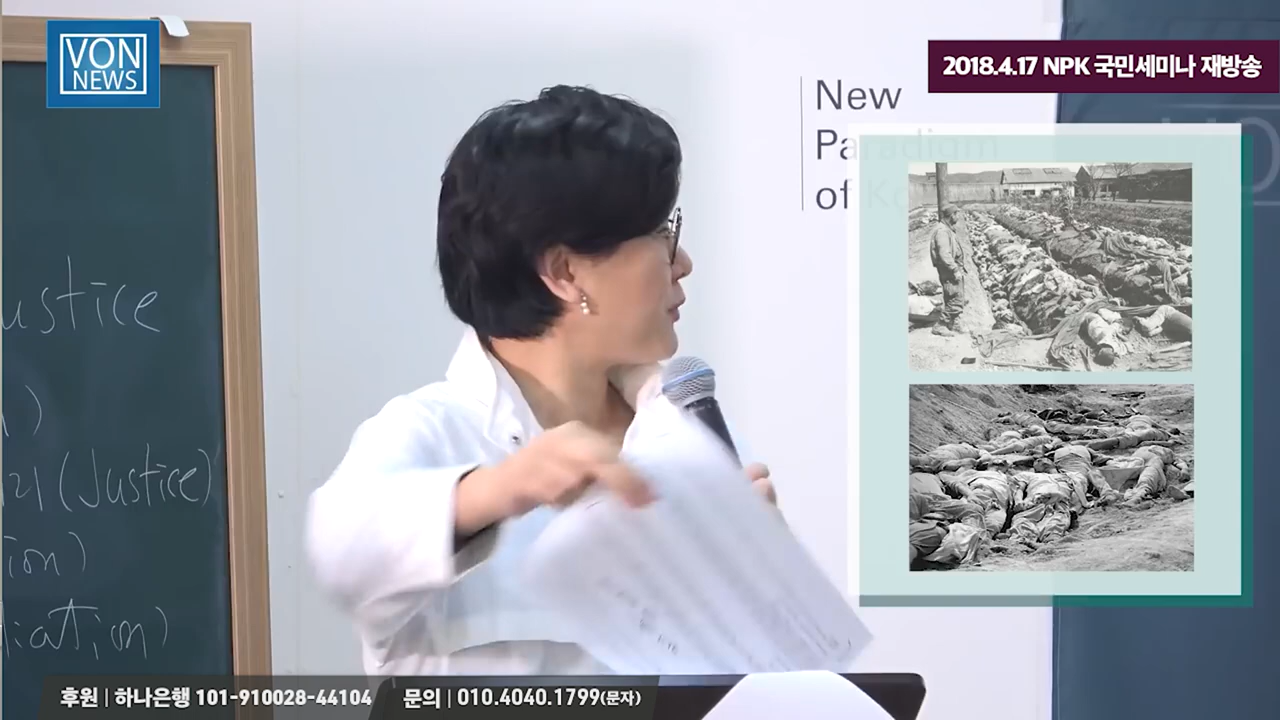 VON
NEWS
2018.4.17 NPK 국민세미나 재방송
New
Paradigm
of Ko
ustice
리(Justice)
ion)
iation)
후원 | 하나은행 101-910028-44104 문의 | 010.4040.1799(문자)